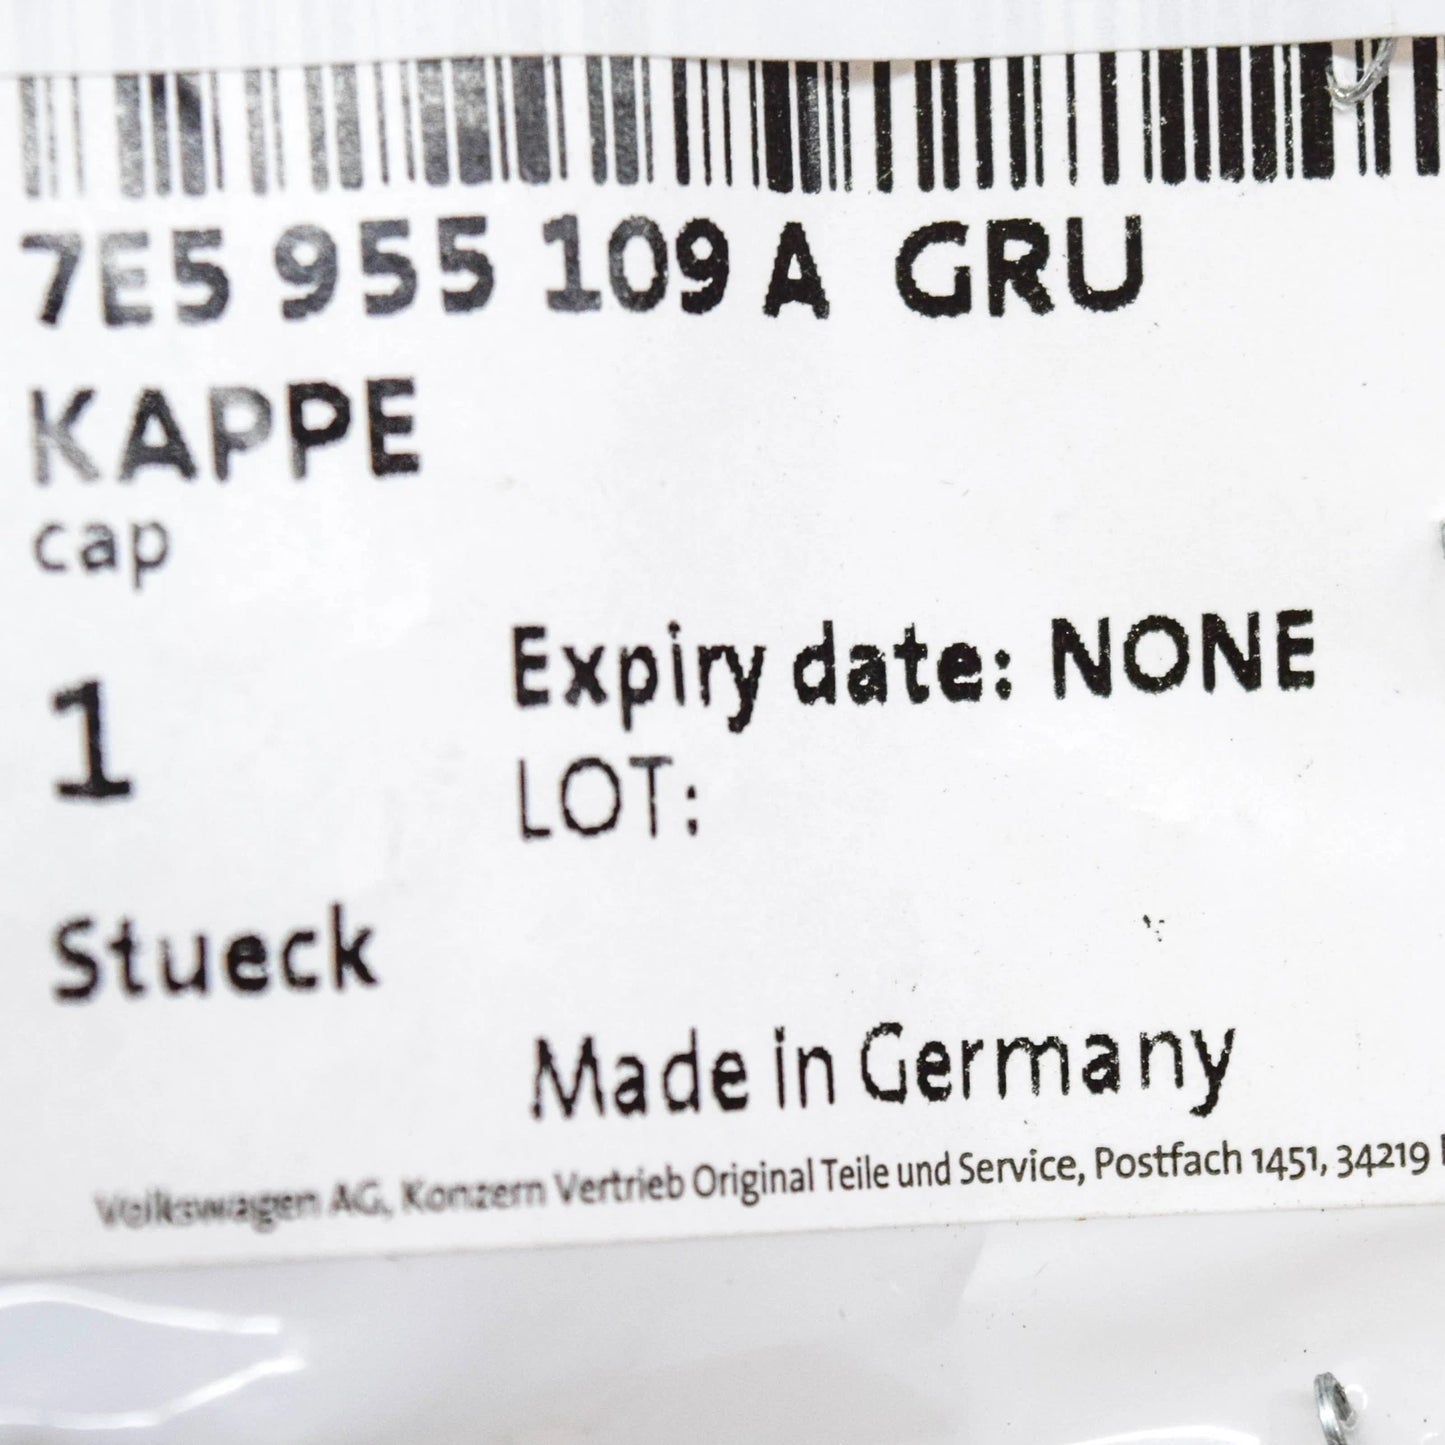 7E5 955 109 A GRU
KAPPE
cap
1
Expiry date: NONE
LOT:
Stueck
Made in Germany
Volkswagen AG, Konzern Vertrieb Original Teile und Service, Postfach 1451, 34219